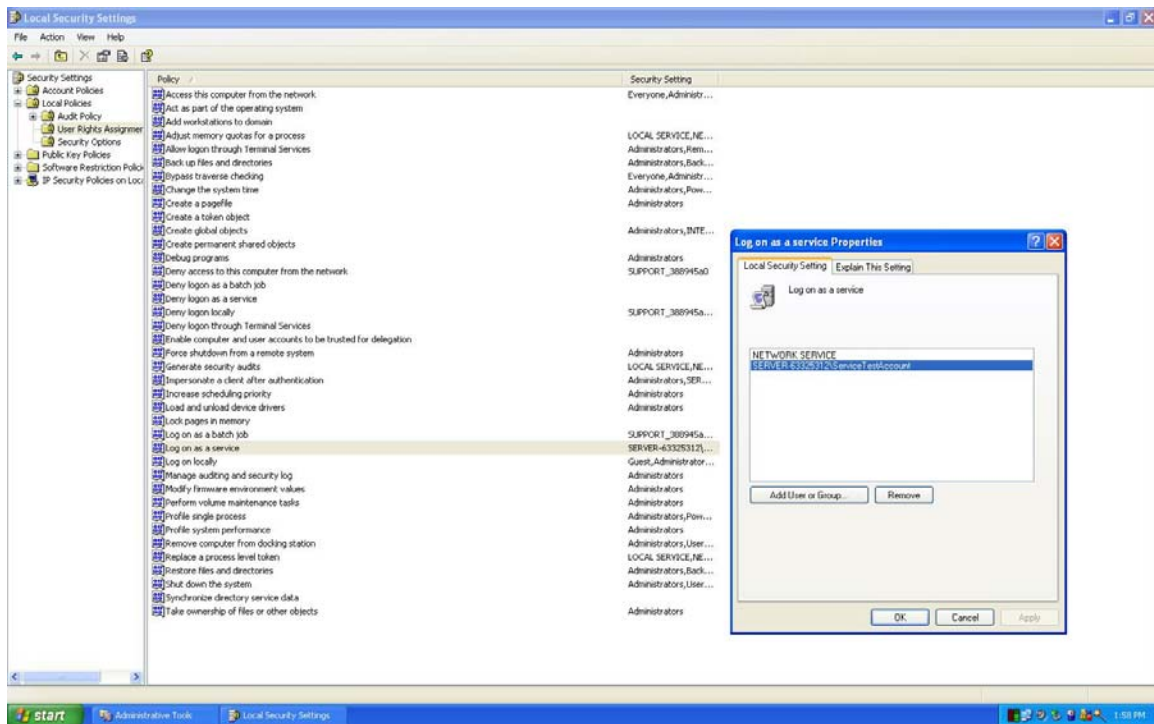 Local Security Settings
File Action View Help
Security Settings
Account Policies
Local Policies
Audit Policy
User Rights Assignmer
Security Options
Public Key Policies
Software Restriction Polici
IP Security Policies on Loca
Policy Security Setting
Access this computer from the network Everyone,Administr...
Act as part of the operating system
Add workstations to domain
Adjust memory quotas for a process LOCAL SERVICE,NE...
Allow logon through Terminal Services Administrators,Rem...
Back up files and directories Administrators,Back...
Bypass traverse checking Everyone,Administr...
Change the system time Administrators,Pow...
Create a pagefile Administrators
Create a token object
Create global objects Administrators,INTE...
Create permanent shared objects
Debug programs Administrators
Deny access to this computer from the network SUPPORT_388945a0
Deny logon as a batch job
Deny logon as a service
Deny logon locally SUPPORT_388945a...
Deny logon through Terminal Services
Enable computer and user accounts to be trusted for delegation
Force shutdown from a remote system Administrators
Generate security audits LOCAL SERVICE,NE...
Impersonate a client after authentication Administrators,SER...
Increase scheduling priority Administrators
Load and unload device drivers Administrators
Lock pages in memory
Log on as a batch job SUPPORT_388945a...
Log on as a service SERVER-63325312\...
Log on locally Guest,Administrator...
Manage auditing and security log Administrators
Modify firmware environment values Administrators
Perform volume maintenance tasks Administrators
Profile single process Administrators,Pow...
Profile system performance Administrators
Remove computer from docking station Administrators,User...
Replace a process level token LOCAL SERVICE,NE...
Restore files and directories Administrators,Back...
Shut down the system Administrators,User...
Synchronize directory service data
Take ownership of files or other objects Administrators
Log on as a service Properties
Local Security Setting Explain This Setting
Log on as a service
NETWORK SERVICE
SERVER-63325312\ServiceTestAccount
Add User or Group... Remove
OK Cancel Apply
start Administrative Tools Local Security Settings 1:58 PM